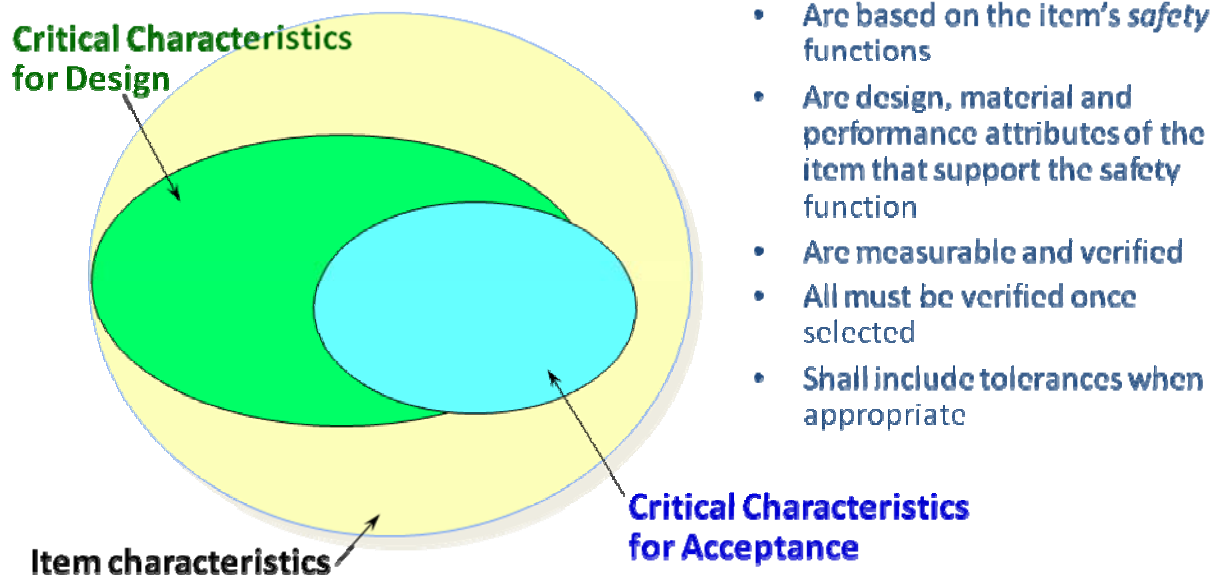 Critical Characteristics
for Design
Item characteristics
Critical Characteristics
for Acceptance
• Are based on the item's safety
functions
• Are design, material and
performance attributes of the
item that support the safety
function
• Are measurable and verified
• All must be verified once
selected
• Shall include tolerances when
appropriate